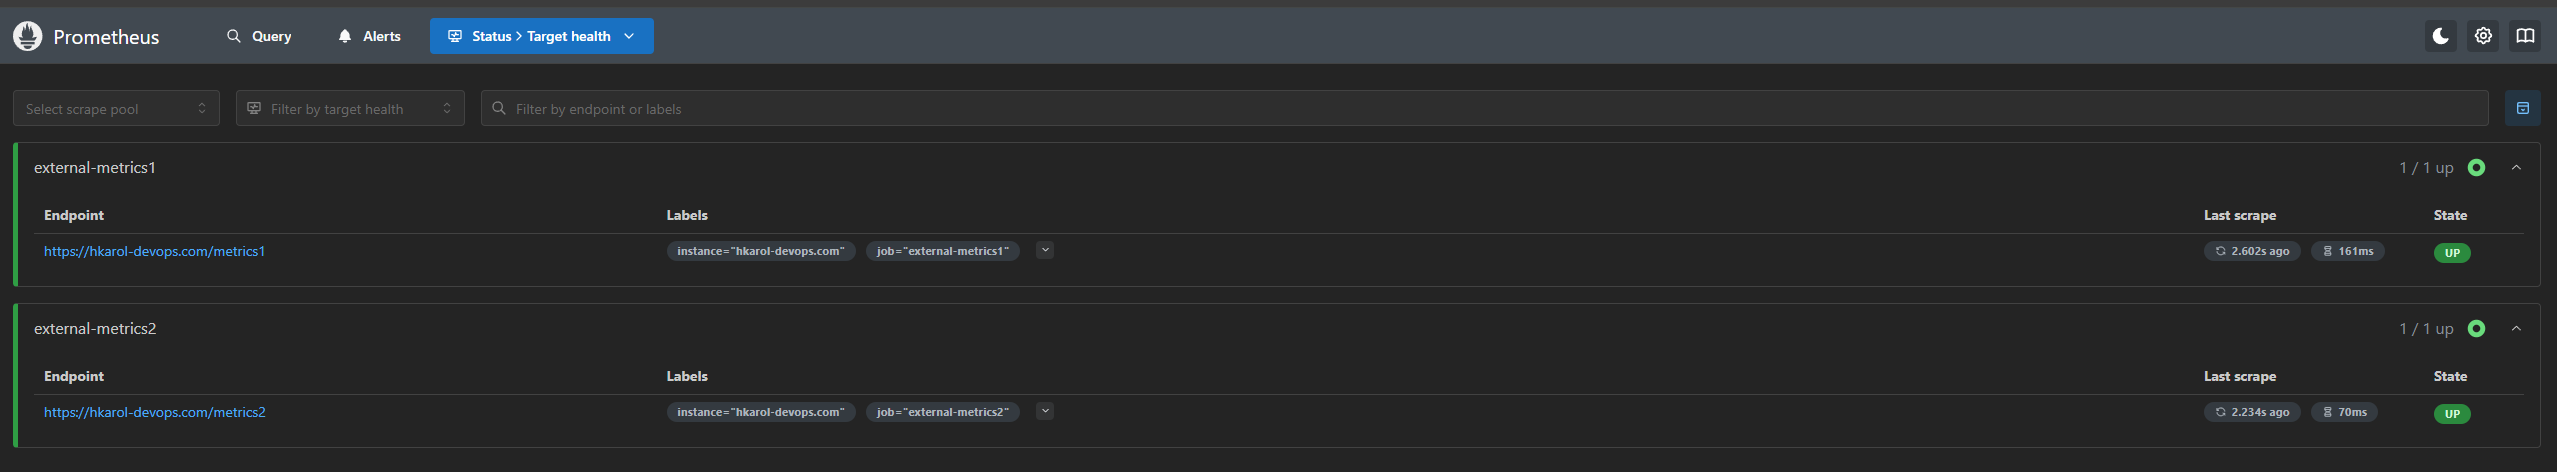 Prometheus Query Alerts Status > Target health
Select scrape pool Filter by target health Filter by endpoint or labels
external-metrics1 1 / 1 up
Endpoint Labels Last scrape State
https://hkarol-devops.com/metrics1 instance="hkarol-devops.com" job="external-metrics1" 2.602s ago 161ms UP
external-metrics2 1 / 1 up
Endpoint Labels Last scrape State
https://hkarol-devops.com/metrics2 instance="hkarol-devops.com" job="external-metrics2" 2.234s ago 70ms UP